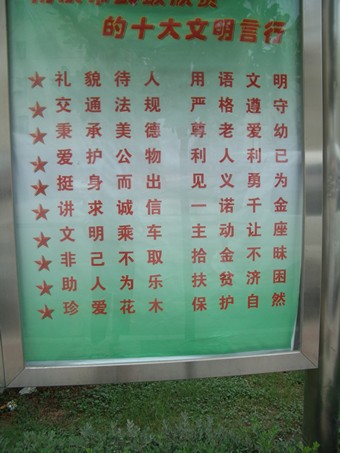 的十大文明言行
★ 礼貌待人 用语文明
★ 交通法规 严格遵守
★ 秉承美德 尊老爱幼
★ 爱护公物 利人利已
★ 挺身而出 见义勇为
★ 讲求诚信 一诺千金
★ 文明乘车 主动让座
★ 非己不取 拾金不昧
★ 助人为乐 扶贫济困
★ 珍爱花木 保护自然